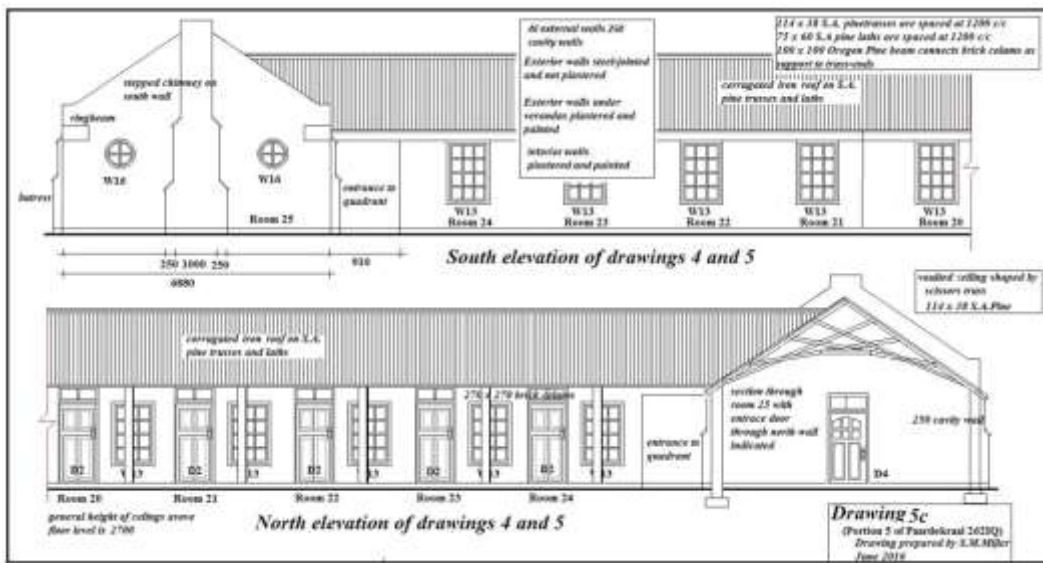 114 x 38 S.A. pinetrasses are spaced at 1200 c/c
75 x 60 S.A pine laths are spaced at 1200 c/c
100 x 100 Oregon Pine beam connects brick colums as
support to truss-ends
external walls 260
cavity walls
Exterior walls steeljointed
and not plastered
Exterior walls under
verandas plastered and
painted
interior walls
plastered and painted
stepped chimney on
south wall
corrugated iron roof on S.A.
pine trusses and laths
ringbeam
butress
W16
W16
Room 25
entrance to
quadrant
W13
Room 24
W13
Room 23
W13
Room 22
W13
Room 21
W13
Room 20
250 1000 250
910
6880
South elevation of drawings 4 and 5
vaulted ceiling shaped by
scissors truss
114 x 38 S.A.Pine
corrugated iron roof on S.A.
pine trusses and laths
270 x 270 brick
section through
room 25 with
entrace door
through north wall
indicated
250 cavity wall
entrance to
quadrant
D2
D2
D2
D2
D2
D4
Room 20
Room 21
Room 22
Room 23
Room 24
general height of celings above
floor level is 2700
North elevation of drawings 4 and 5
Drawing 5c
(Portion 5 of Paardekraal
Drawing prepared by S.M.Miller
June 2016